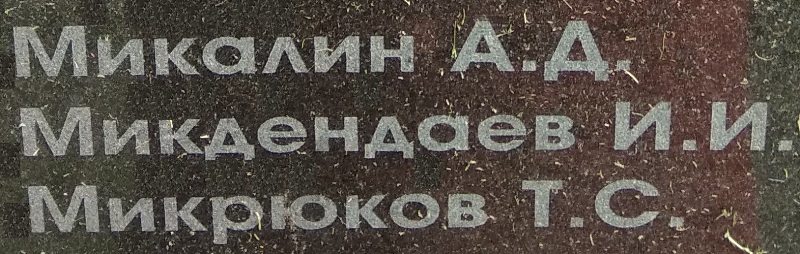 Микалин А.Д.
Микдендаев И.И.
Микрюков Т.С.